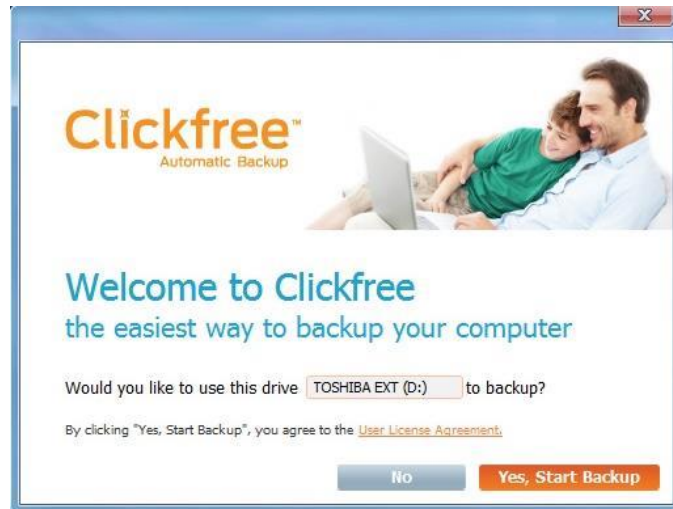 Clickfree™
Automatic Backup
Welcome to Clickfree
the easiest way to backup your computer
Would you like to use this drive TOSHIBA EXT (D:) to backup?
By clicking "Yes, Start Backup", you agree to the User License Agreement.
No Yes, Start Backup